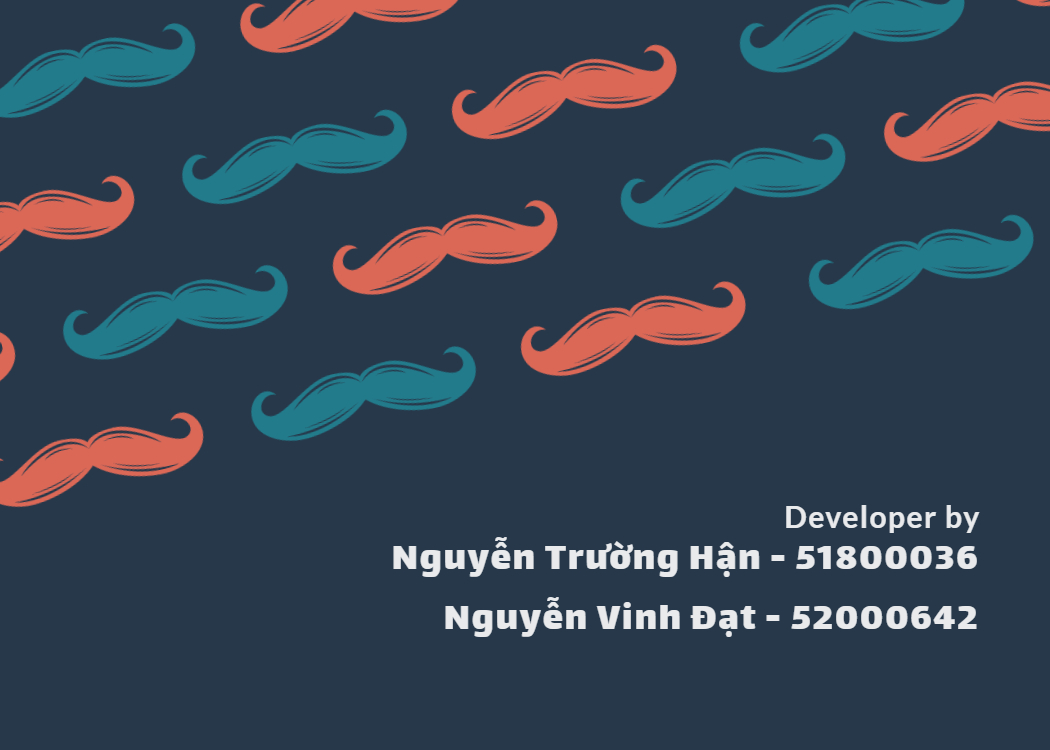 Developer by
Nguyễn Trường Hận - 51800036
Nguyễn Vinh Đạt - 52000642